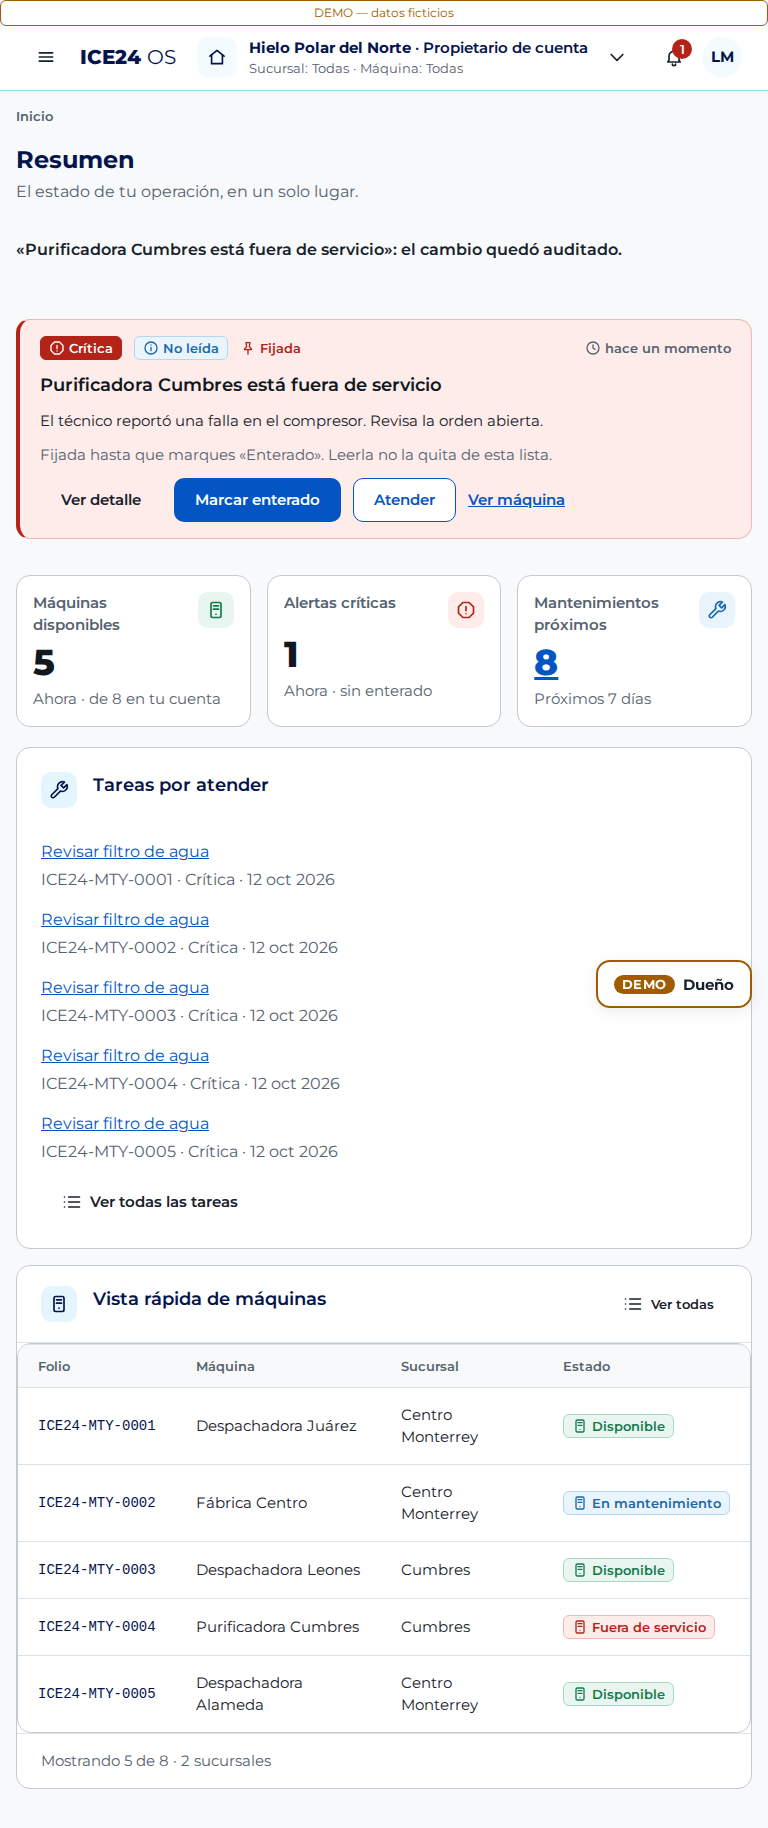 DEMO — datos ficticios
ICE24 OS
Hielo Polar del Norte · Propietario de cuenta
Sucursal: Todas · Máquina: Todas
1
LM
Inicio
Resumen
El estado de tu operación, en un solo lugar.
«Purificadora Cumbres está fuera de servicio»: el cambio quedó auditado.
Crítica
No leída
Fijada
hace un momento
Purificadora Cumbres está fuera de servicio
El técnico reportó una falla en el compresor. Revisa la orden abierta.
Fijada hasta que marques «Enterado». Leerla no la quita de esta lista.
Ver detalle
Marcar enterado
Atender
Ver máquina
Máquinas disponibles
5
Ahora · de 8 en tu cuenta
Alertas críticas
1
Ahora · sin enterado
Mantenimientos próximos
8
Próximos 7 días
Tareas por atender
Revisar filtro de agua
ICE24-MTY-0001 · Crítica · 12 oct 2026
Revisar filtro de agua
ICE24-MTY-0002 · Crítica · 12 oct 2026
Revisar filtro de agua
ICE24-MTY-0003 · Crítica · 12 oct 2026
Revisar filtro de agua
ICE24-MTY-0004 · Crítica · 12 oct 2026
Revisar filtro de agua
ICE24-MTY-0005 · Crítica · 12 oct 2026
DEMO Dueño
Ver todas las tareas
Vista rápida de máquinas
Ver todas
Folio Máquina Sucursal Estado
ICE24-MTY-0001 Despachadora Juárez Centro Monterrey Disponible
ICE24-MTY-0002 Fábrica Centro Centro Monterrey En mantenimiento
ICE24-MTY-0003 Despachadora Leones Cumbres Disponible
ICE24-MTY-0004 Purificadora Cumbres Cumbres Fuera de servicio
ICE24-MTY-0005 Despachadora Alameda Centro Monterrey Disponible
Mostrando 5 de 8 · 2 sucursales